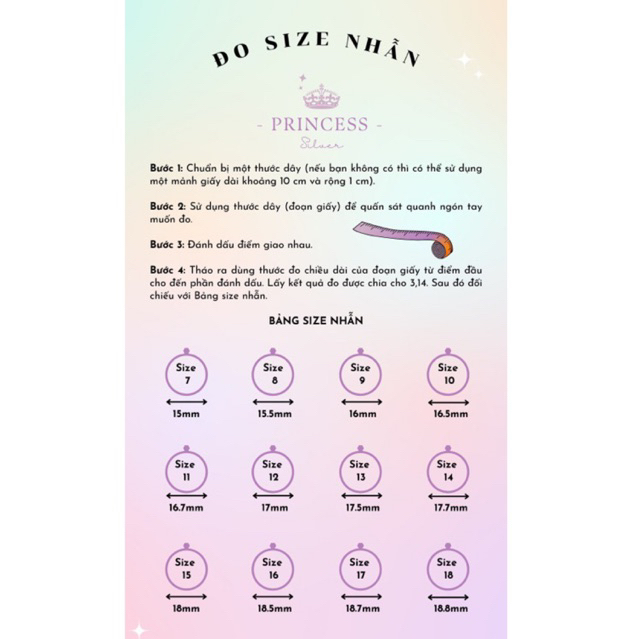 ĐO SIZE NHẪN
- PRINCESS -
Silver
Bước 1: Chuẩn bị một thước dây (nếu bạn không có thì có thể sử dụng
một mảnh giấy dài khoảng 10 cm và rộng 1 cm).
Bước 2: Sử dụng thước dây (đoạn giấy) để quấn sát quanh ngón tay
muốn đo.
Bước 3: Đánh dấu điểm giao nhau.
Bước 4: Tháo ra dùng thước đo chiều dài của đoạn giấy từ điểm đầu
cho đến phần đánh dấu. Lấy kết quả đo được chia cho 3,14. Sau đó đối
chiếu với Bảng size nhẫn.
BẢNG SIZE NHẪN
Size 7
Size 8
Size 9
Size 10
15mm
15.5mm
16mm
16.5mm
Size 11
Size 12
Size 13
Size 14
16.7mm
17mm
17.5mm
17.7mm
Size 15
Size 16
Size 17
Size 18
18mm
18.5mm
18.7mm
18.8mm